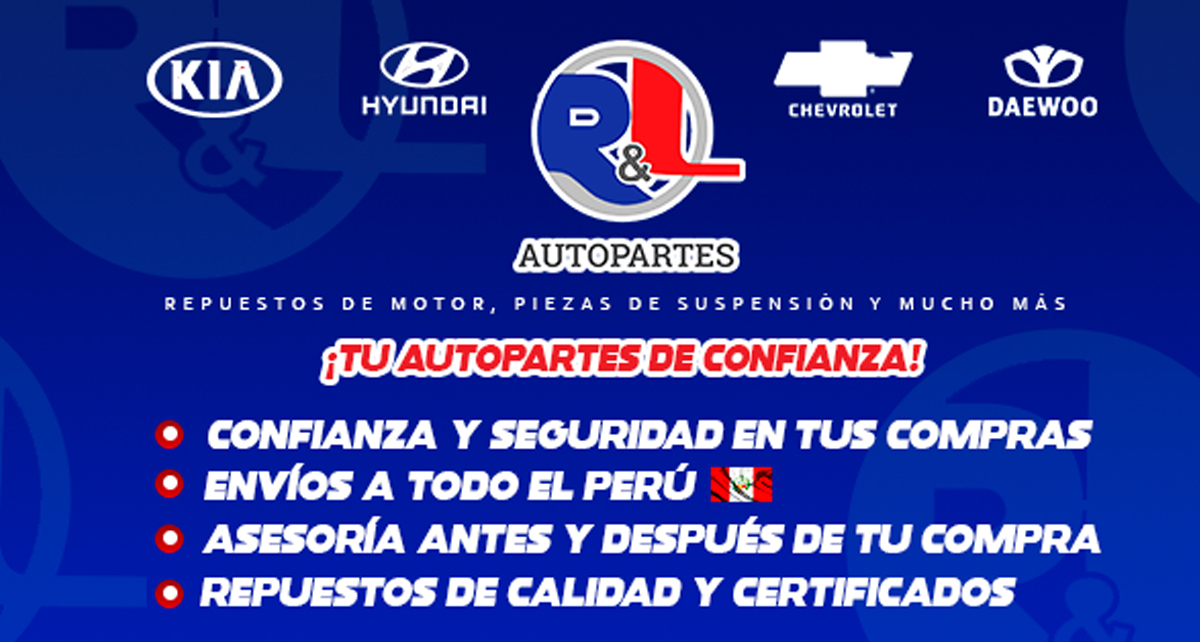 KIA
HYUNDAI
R&L
CHEVROLET
DAEWOO
AUTOPARTES
REPUESTOS DE MOTOR, PIEZAS DE SUSPENSIÓN Y MUCHO MÁS
¡TU AUTOPARTES DE CONFIANZA!
CONFIANZA Y SEGURIDAD EN TUS COMPRAS
ENVÍOS A TODO EL PERÚ
ASESORÍA ANTES Y DESPUÉS DE TU COMPRA
REPUESTOS DE CALIDAD Y CERTIFICADOS